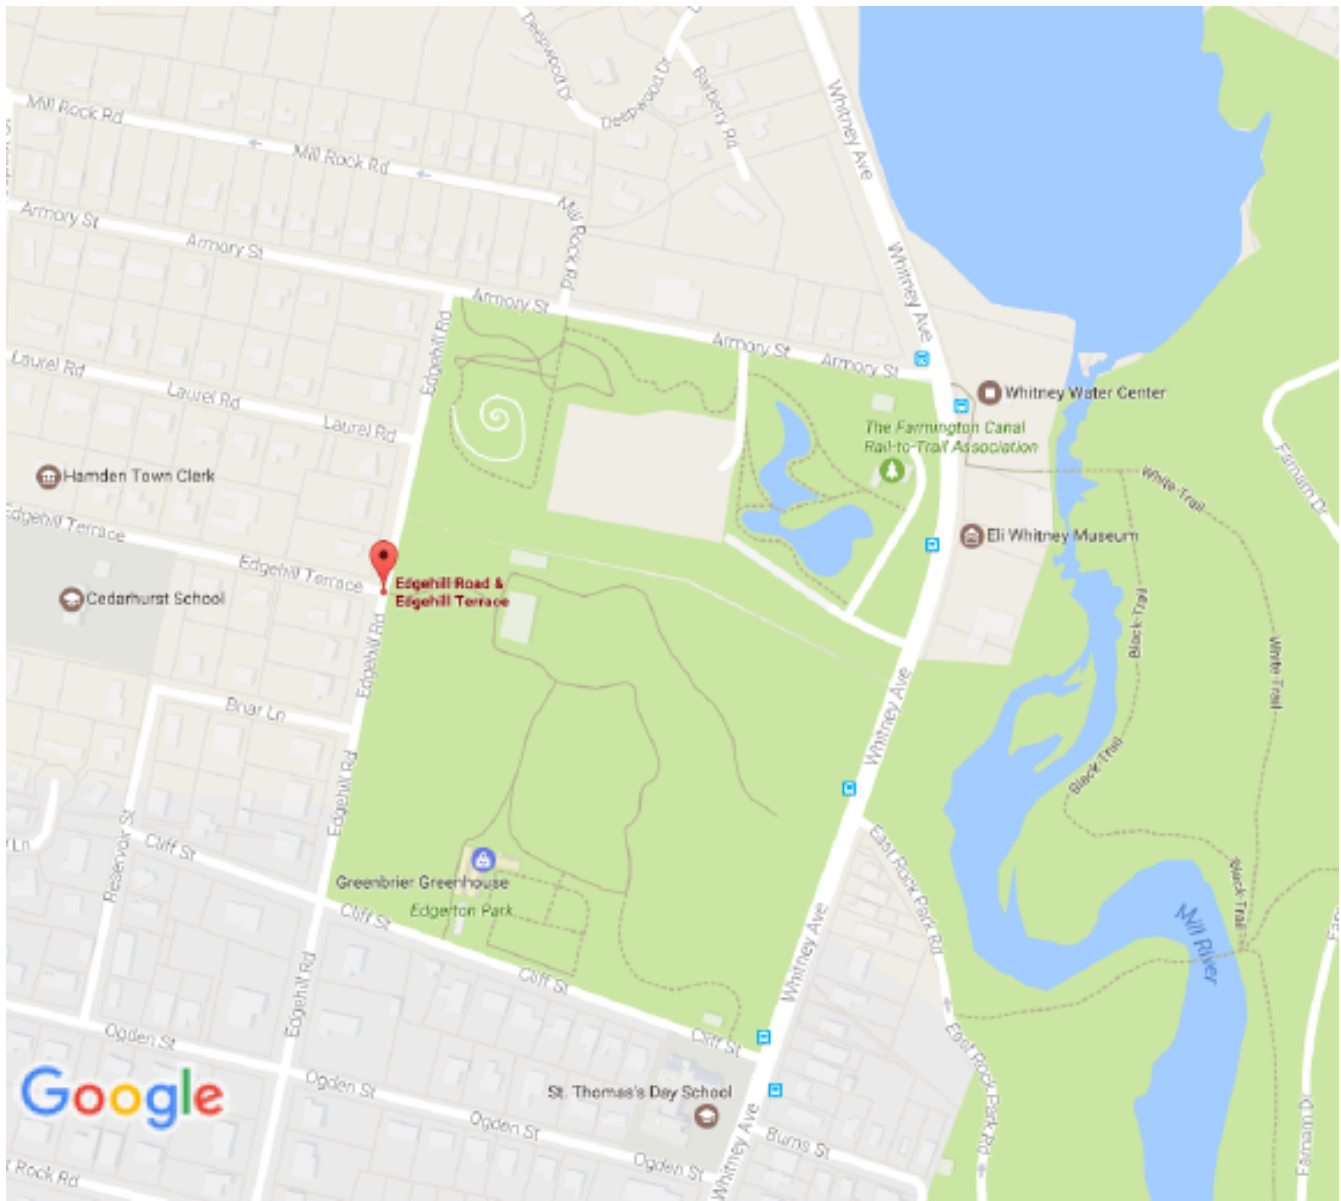 Deepwood Dr
Deepwood Dr
Barberry Rd
Whitney Ave
Mill Rock Rd
Mill Rock Rd
Mill Rock Rd
Armory St
Armory St
Whitney Ave
Armory St
Armory St
Armory St
Edgehill Rd
Laurel Rd
Laurel Rd
Laurel Rd
Whitney Water Center
The Farmington Canal
Rail-to-Trail Association
White Trail
Farnam Dr
Hamden Town Clerk
Edgehill Terrace
Edgehill Terrace
Eli Whitney Museum
Edgehill Road &
Edgehill Terrace
Cedarhurst School
Black Trail
White Trail
Edgehill Rd
Briar Ln
Whitney Ave
Black Trail
Edgehill Rd
Reservoir St
Cliff St
Ln
East Rock Park Rd
Black Trail
Greenbrier Greenhouse
Edgerton Park
Cliff St
Mill River
Whitney Ave
Edgehill Rd
Cliff St
Cliff St
East Rock Park Rd
Ogden St
Ogden St
Ogden St
Ogden St
St. Thomas's Day School
Whitney Ave
Burns St
Farnam Dr
Rock Rd
Google